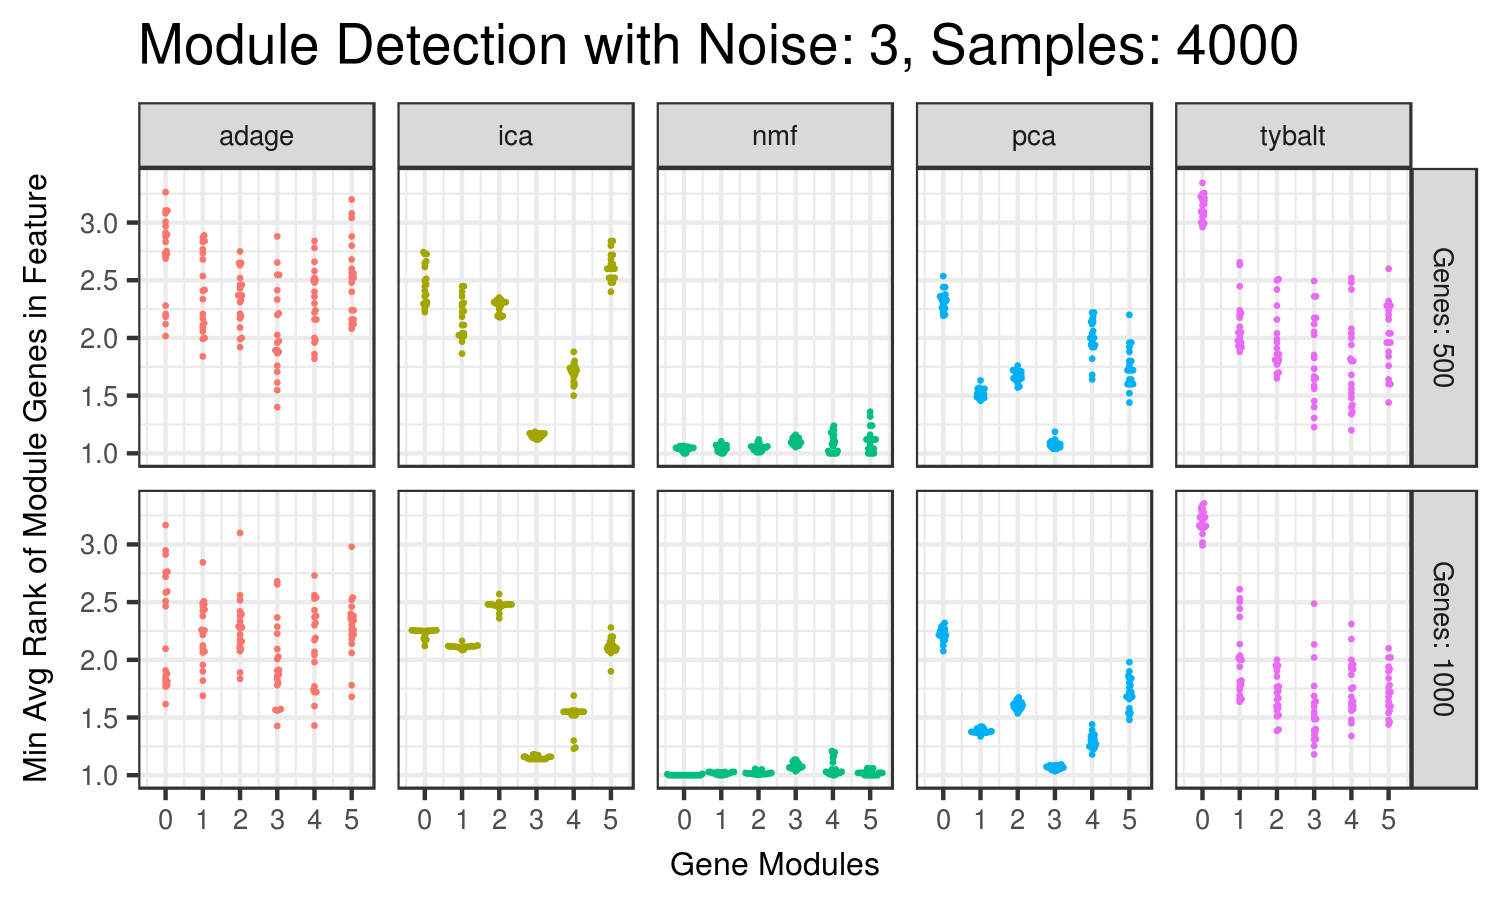 Module Detection with Noise: 3, Samples: 4000
adage ica nmf pca tybalt
Min Avg Rank of Module Genes in Feature
3.0
2.5
2.0
1.5
1.0
Genes: 500
3.0
2.5
2.0
1.5
1.0
Genes: 1000
0 1 2 3 4 5 0 1 2 3 4 5 0 1 2 3 4 5 0 1 2 3 4 5 0 1 2 3 4 5
Gene Modules